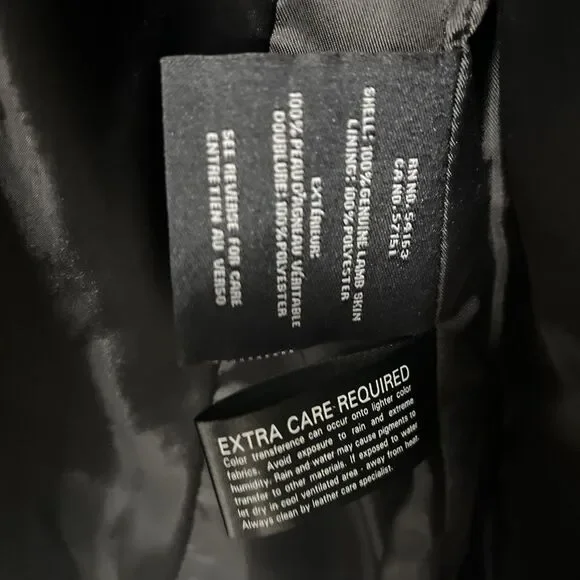 RN NO. 54163
CA NO. 57151
SHELL: 100% GENUINE LAMB SKIN
LINING: 100% POLYESTER
EXTÉRIEUR:
100% PEAU D'AGNEAU VÉRITABLE
DOUBLURE: 100% POLYESTER
SEE REVERSE FOR CARE
ENTRETIEN AU VERSO
EXTRA CARE·REQUIRED
Color transference can occur onto lighter color
fabrics. Avoid exposure to rain and extreme
humidity. Rain and water may cause pigments to
transfer to other materials. If exposed to water
let dry in cool ventilated area - away from heat.
Always clean by leather care specialist.